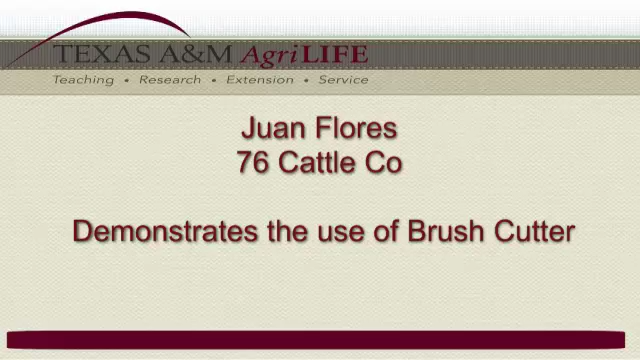 TEXAS A&M AgriLIFE
Teaching • Research • Extension • Service
Juan Flores
76 Cattle Co
Demonstrates the use of Brush Cutter